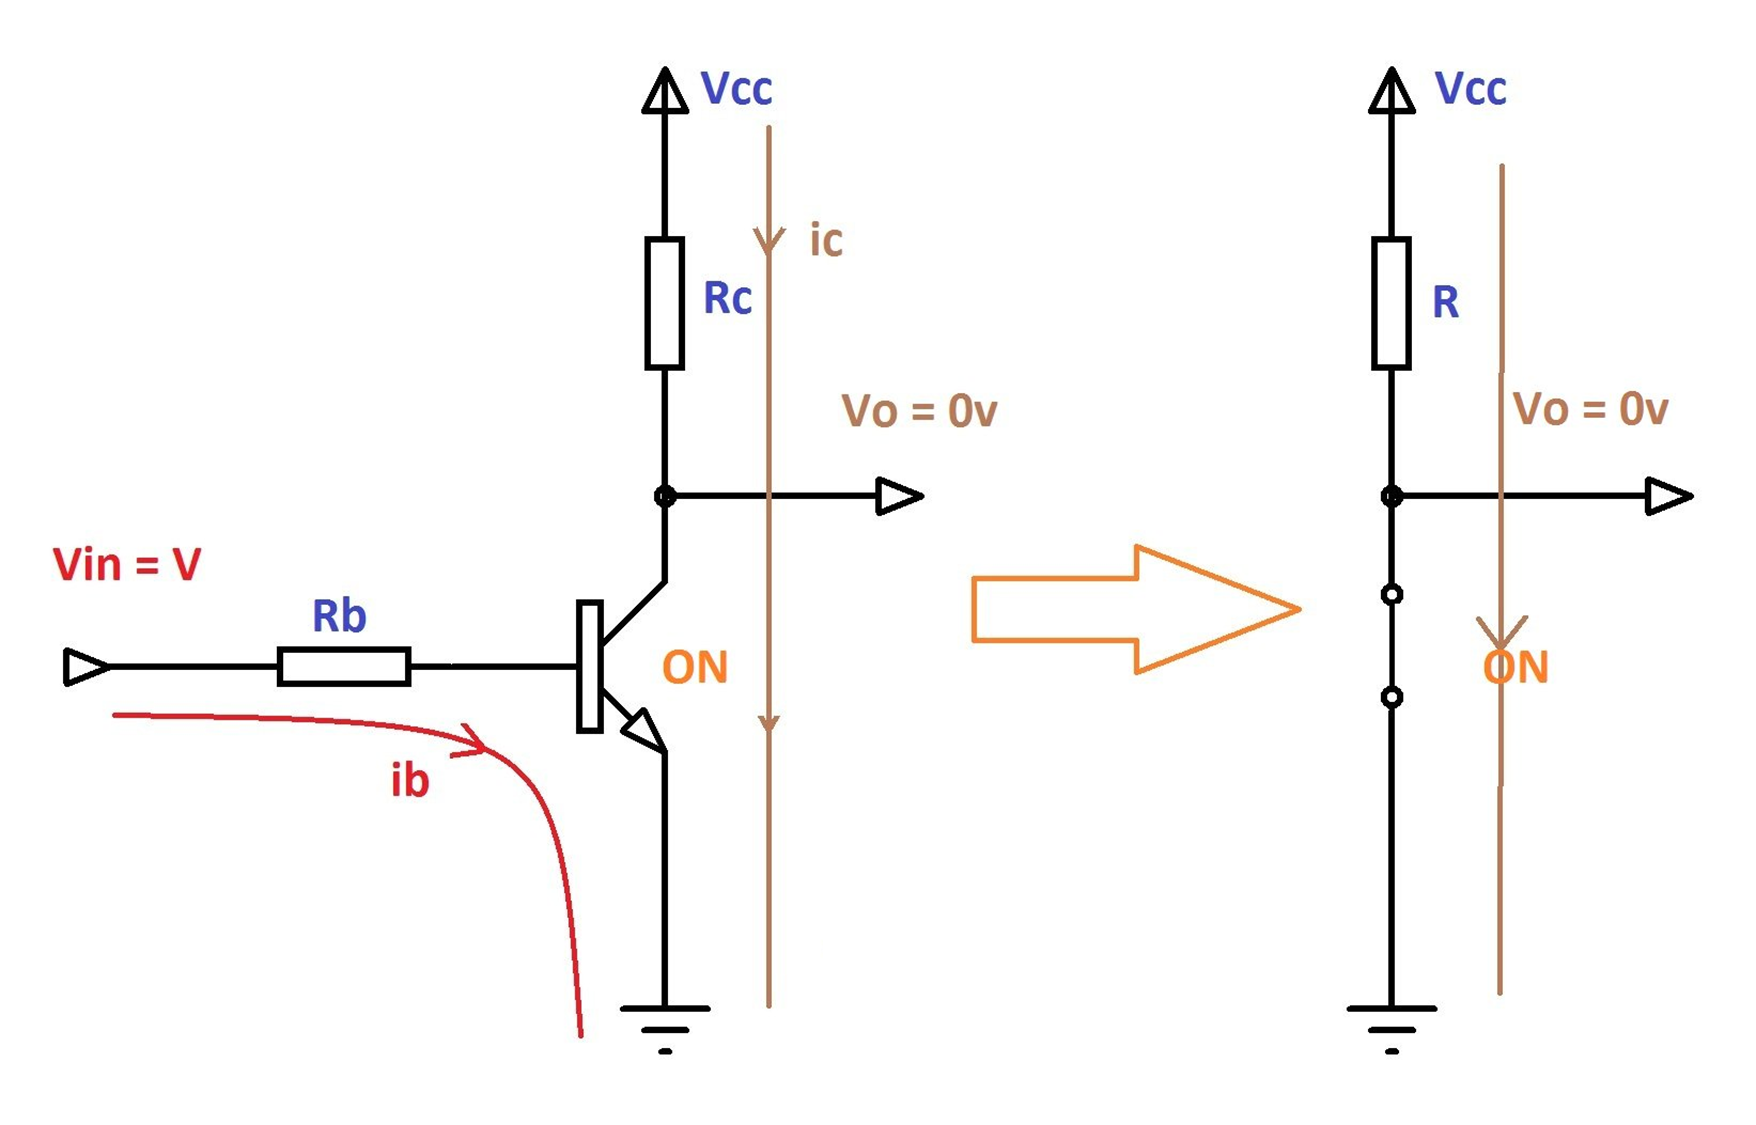 Vcc
Vcc
ic
Rc
R
Vo = 0v
Vo = 0v
Vin = V
Rb
ON
ON
ib